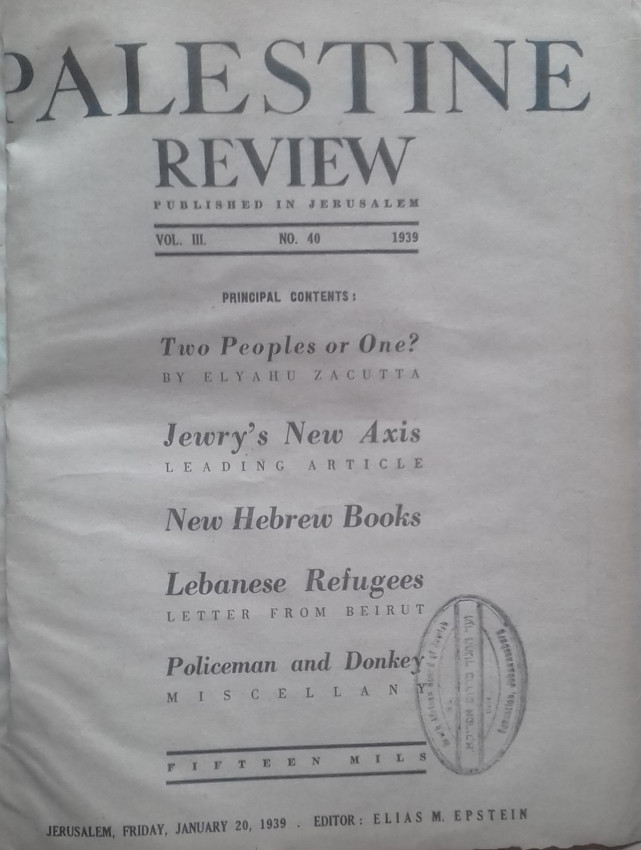 PALESTINE
REVIEW
PUBLISHED IN JERUSALEM
VOL. III. NO. 40 1939
PRINCIPAL CONTENTS:
Two Peoples or One?
BY ELYAHU ZACUTTA
Jewry's New Axis
LEADING ARTICLE
New Hebrew Books
Lebanese Refugees
LETTER FROM BEIRUT
Policeman and Donkey
MISCELLANY
FIFTEEN MILS
JERUSALEM, FRIDAY, JANUARY 20, 1939 . EDITOR: ELIAS M. EPSTEIN